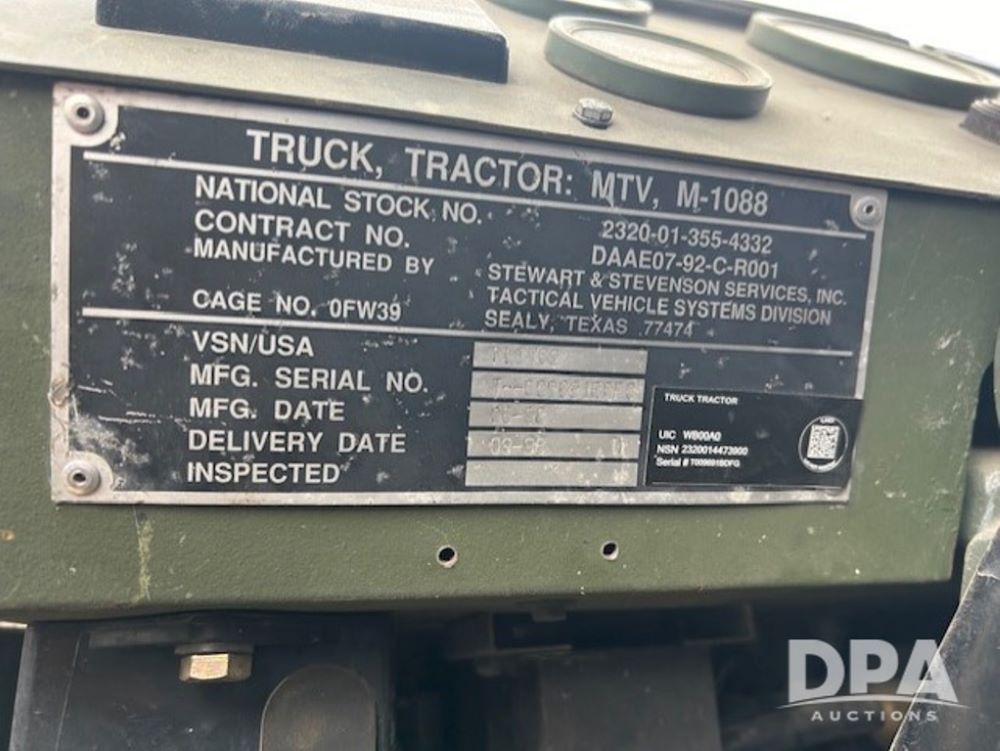 TRUCK, TRACTOR: MTV, M-1088
NATIONAL STOCK NO. 2320-01-355-4332
CONTRACT NO. DAAE07-92-C-R001
MANUFACTURED BY STEWART & STEVENSON SERVICES, INC.
TACTICAL VEHICLE SYSTEMS DIVISION
CAGE NO. 0FW39 SEALY, TEXAS 77474
VSN/USA
MFG. SERIAL NO.
MFG. DATE
DELIVERY DATE
INSPECTED
TRUCK TRACTOR
UIC WB00A0
NSN 2320014473900
Serial #
DPA
AUCTIONS